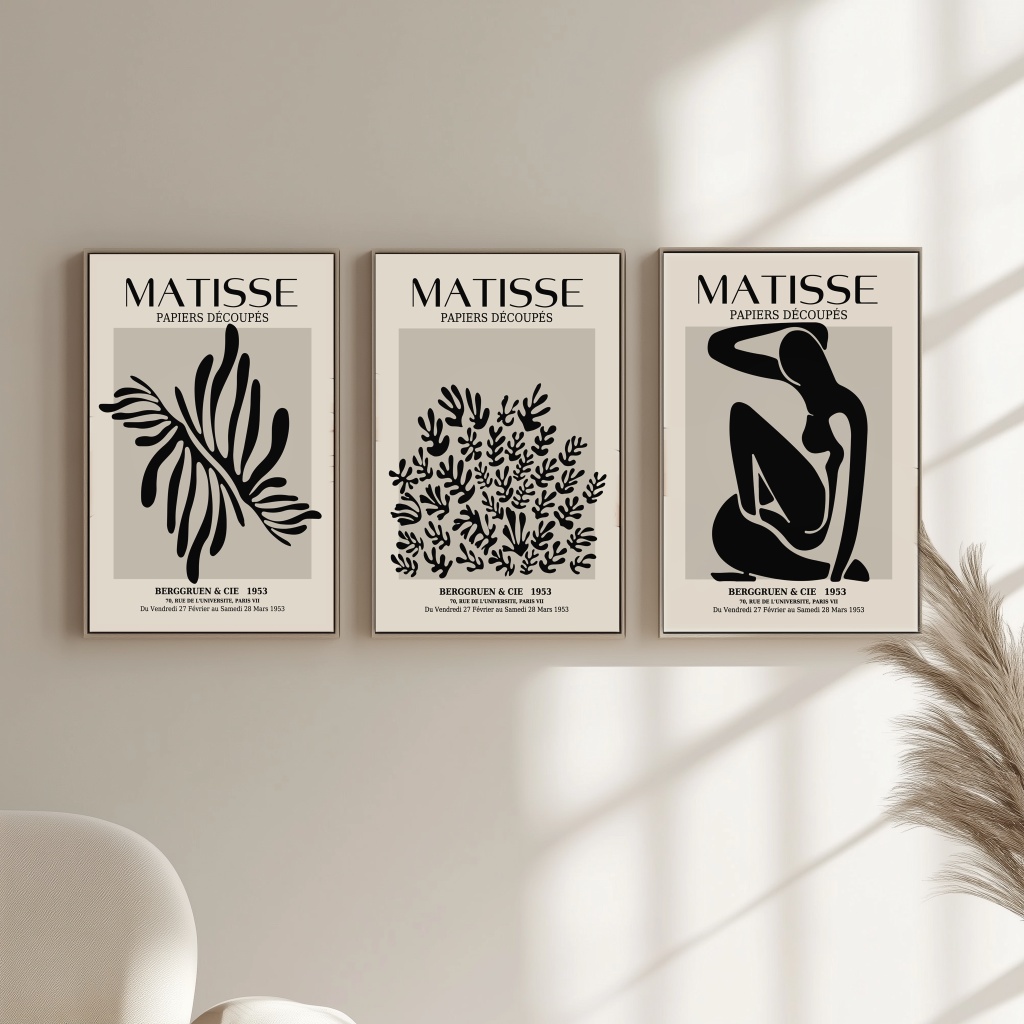 MATISSE
PAPIERS DÉCOUPÉS
BERGGRUEN & CIE 1953
70, RUE DE L'UNIVERSITE, PARIS VII
Du Vendredi 27 Février au Samedi 28 Mars 1953
MATISSE
PAPIERS DÉCOUPÉS
BERGGRUEN & CIE 1953
70, RUE DE L'UNIVERSITE, PARIS VII
Du Vendredi 27 Février au Samedi 28 Mars 1953
MATISSE
PAPIERS DÉCOUPÉS
BERGGRUEN & CIE 1953
70, RUE DE L'UNIVERSITE, PARIS VII
Du Vendredi 27 Février au Samedi 28 Mars 1953